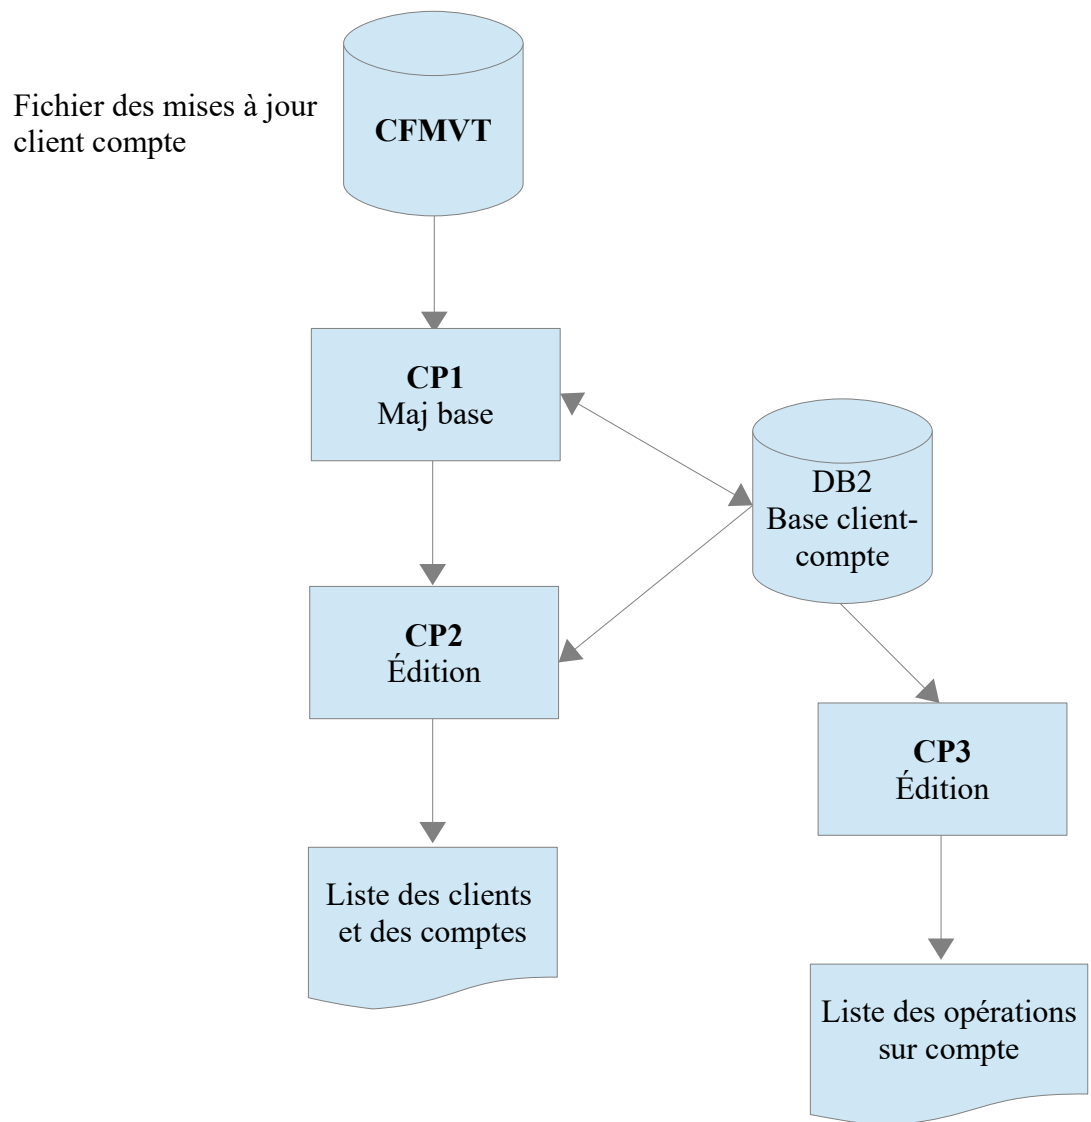 Fichier des mises à jour
client compte
CFMVT
CP1
Maj base
DB2
Base client-
compte
CP2
Édition
CP3
Édition
Liste des clients
et des comptes
Liste des opérations
sur compte